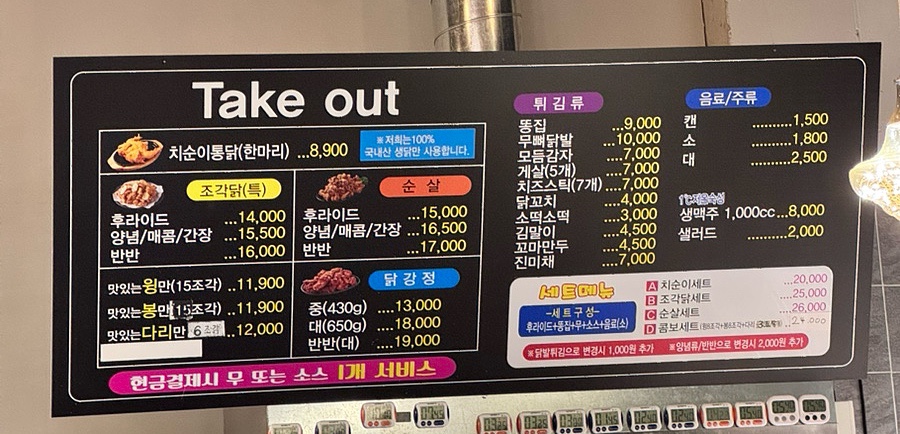 Take out
치순이통닭(한마리) ...8,900
※ 저희는100%
국내산 생닭만 사용합니다.
조각닭(특)
후라이드 ...14,000
양념/매콤/간장 ...15,500
반반 ...16,000
순 살
후라이드 ...15,000
양념/매콤/간장 ...16,500
반반 ...17,000
맛있는윙만(15조각) ..11,900
맛있는봉만(15조각) ..11,900
맛있는다리만 6조각 ..12,000
닭강정
중(430g) ....13,000
대(650g) ....18,000
반반(대) ....19,000
현금결제시 무 또는 소스 1개 서비스
튀김류
똥집 ...9,000
무뼈닭발 ...10,000
모듬감자 ...7,000
게살(5개) ....7,000
치즈스틱(7개) ...7,000
닭꼬치 ....4,000
소떡소떡 ....3,000
김말이 ....4,500
꼬마만두 ....4,500
진미채 ....7,000
음료/주류
캔 ..........1,500
소 ..........1,800
대 ..........2,500
생맥주 1,000cc...8,000
샐러드 ..........2,000
세트메뉴
-세트구성-
후라이드+똥집+무+소스+음료(소)
A 치순이세트 ...20,000
B 조각닭세트 ...25,000
C 순살세트 ...26,000
D 콤보세트 ..24.000
※닭발튀김으로 변경시 1,000원 추가 ※양념류/반반으로 변경시 2,000원 추가